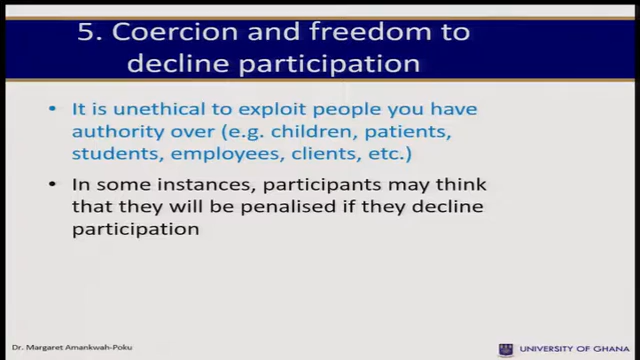 5. Coercion and freedom to
decline participation
• It is unethical to exploit people you have
authority over (e.g. children, patients,
students, employees, clients, etc.)
• In some instances, participants may think
that they will be penalised if they decline
participation
Dr. Margaret Amankwah-Poku
UNIVERSITY OF GHANA